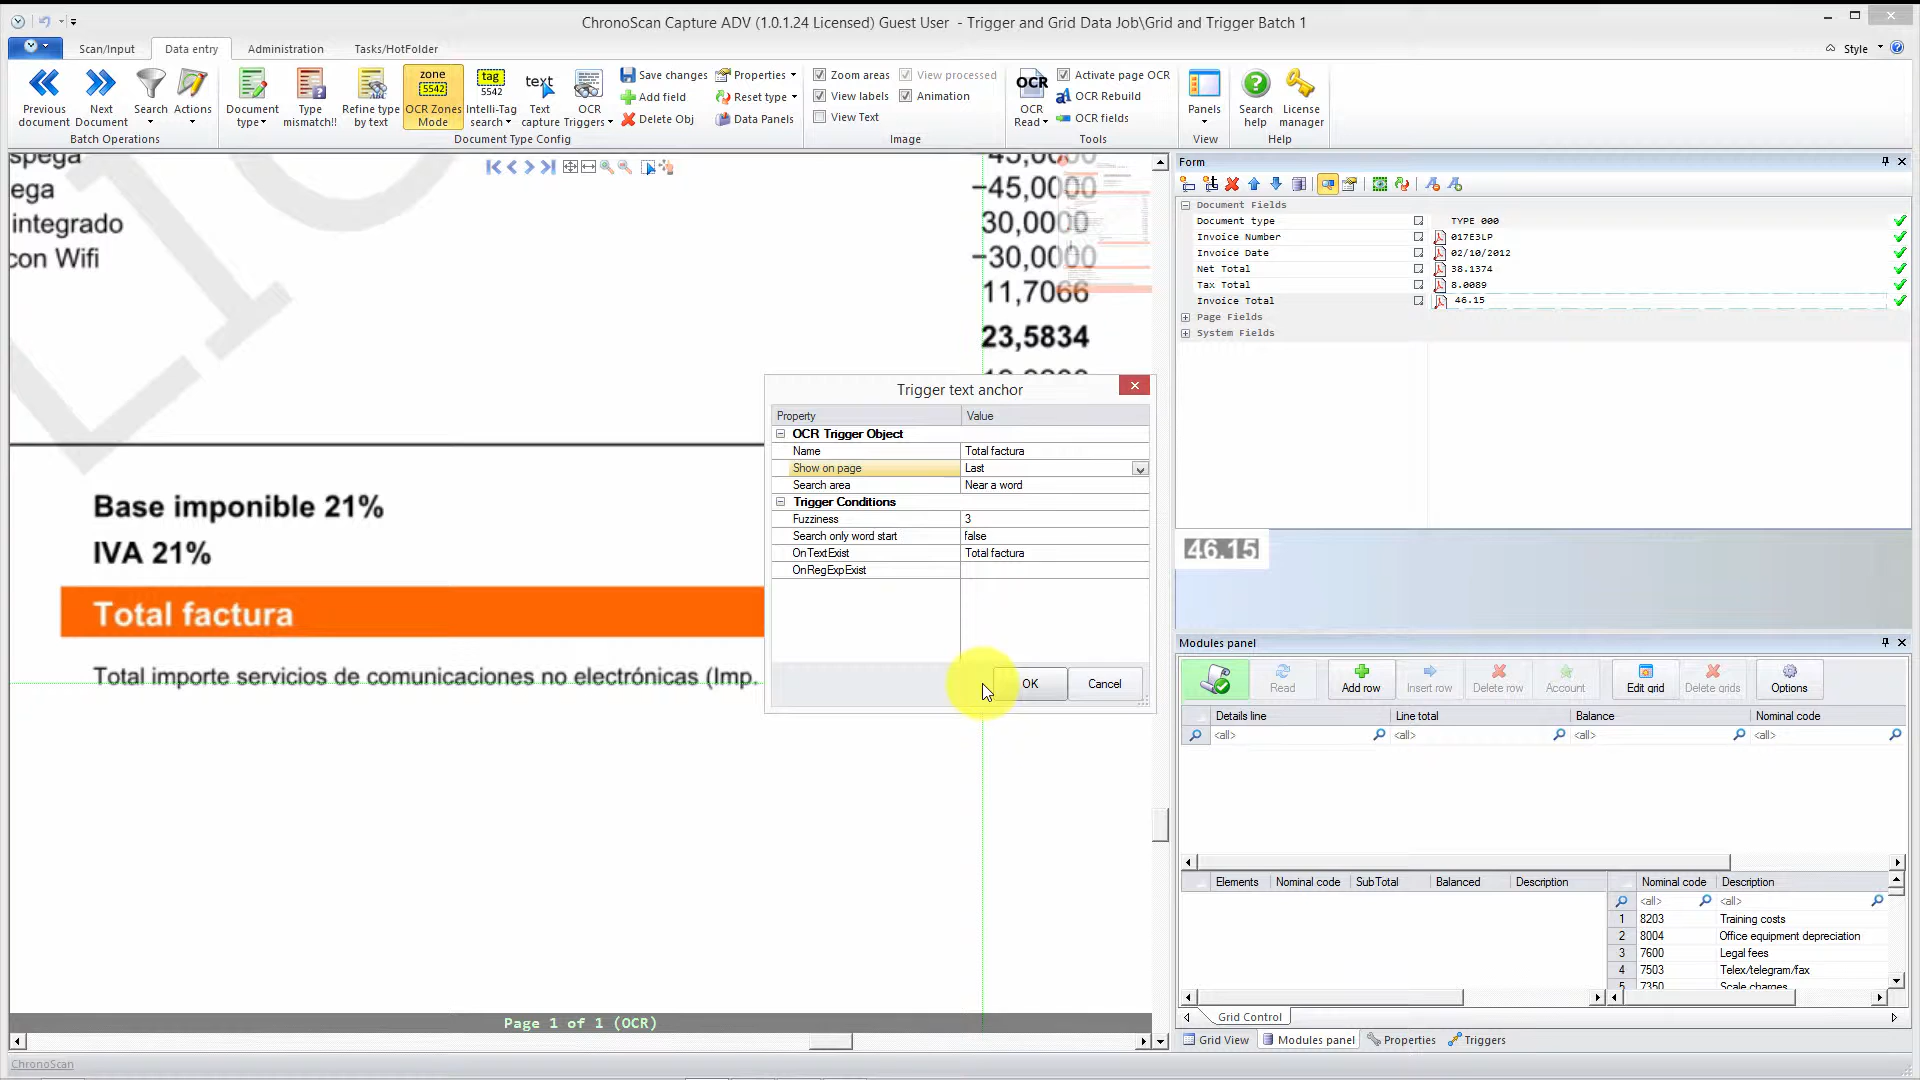 ChronoScan Capture ADV (1.0.1.24 Licensed) Guest User - Trigger and Grid Data Job\Grid and Trigger Batch 1
Scan/Input Data entry Administration Tasks/HotFolder Style
Previous document
Next Document
Search
Actions
Batch Operations
Document type
Type mismatch!!
Refine type by text
zone 5542 OCR Zones Mode
tag 5542 Intelli-Tag search
text Text capture
OCR Triggers
Save changes
Add field
Delete Obj
Properties
Reset type
Data Panels
Document Type Config
Zoom areas
View labels
View Text
View processed
Animation
Image
OCR OCR Read
Activate page OCR
OCR Rebuild
OCR fields
Tools
Panels
View
Search help
License manager
Help
integrado
con Wifi
−45,0000
30,0000
−30,0000
11,7066
23,5834
Base imponible 21%
IVA 21%
Total factura
Total importe servicios de comunicaciones no electrónicas (Imp.
Page 1 of 1 (OCR)
Trigger text anchor
Property Value
OCR Trigger Object
Name Total factura
Show on page Last
Search area Near a word
Trigger Conditions
Fuzziness 3
Search only word start false
OnTextExist Total factura
OnRegExpExist
OK Cancel
Form
Document Fields
Document type TYPE 000
Invoice Number 017E3LP
Invoice Date 02/10/2012
Net Total 38.1374
Tax Total 8.0089
Invoice Total 46.15
Page Fields
System Fields
46.15
Modules panel
Read Add row Insert row Delete row Account Edit grid Delete grids Options
Details line Line total Balance Nominal code
<all> <all> <all> <all>
Elements Nominal code SubTotal Balanced Description
Nominal code Description
<all> <all>
1 8203 Training costs
2 8004 Office equipment depreciation
3 7600 Legal fees
4 7503 Telex/telegram/fax
5 7350 Scale charges
Grid Control
Grid View Modules panel Properties Triggers
ChronoScan